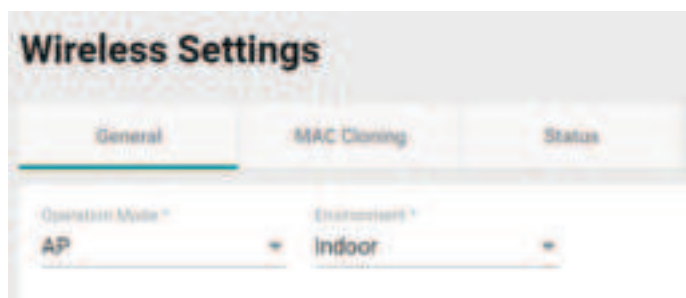 Wireless Settings
General MAC Cloning Status
Operation Mode * Environment *
AP Indoor